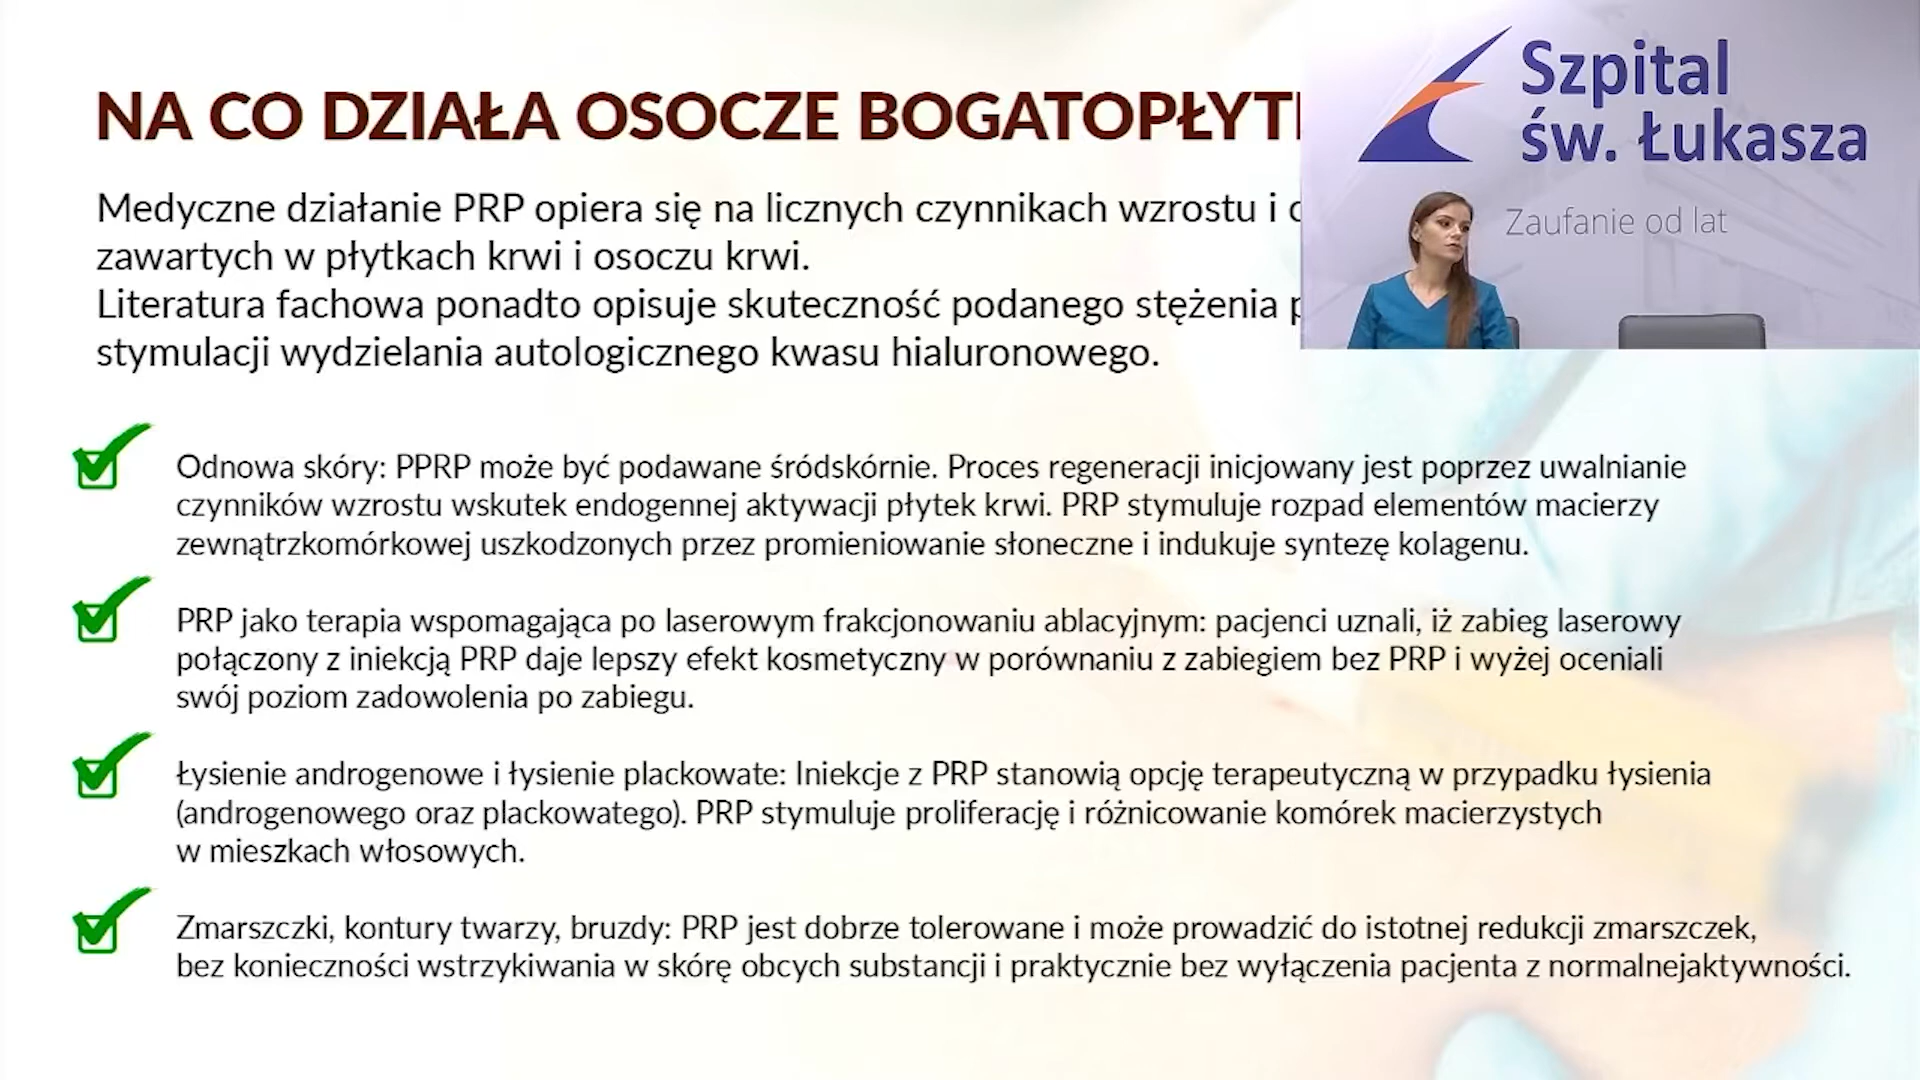 NA CO DZIAŁA OSOCZE
Medyczne działanie PRP opiera się na licznych czynnikach wzrostu i
zawartych w płytkach krwi i osoczu krwi.
Literatura fachowa ponadto opisuje skuteczność podanego stężenia
stymulacji wydzielania autologicznego kwasu hialuronowego.
Szpital
św. Łukasza
Zaufanie od lat
Odnowa skóry: PPRP może być podawane śródskórnie. Proces regeneracji inicjowany jest poprzez uwalnianie
czynników wzrostu wskutek endogennej aktywacji płytek krwi. PRP stymuluje rozpad elementów macierzy
zewnątrzkomórkowej uszkodzonych przez promieniowanie słoneczne i indukuje syntezę kolagenu.
PRP jako terapia wspomagająca po laserowym frakcjonowaniu ablacyjnym: pacjenci uznali, iż zabieg laserowy
połączony z iniekcją PRP daje lepszy efekt kosmetyczny w porównaniu z zabiegiem bez PRP i wyżej oceniali
swój poziom zadowolenia po zabiegu.
Łysienie androgenowe i łysienie plackowate: Iniekcje z PRP stanowią opcję terapeutyczną w przypadku łysienia
(androgenowego oraz plackowatego). PRP stymuluje proliferację i różnicowanie komórek macierzystych
w mieszkach włosowych.
Zmarszczki, kontury twarzy, bruzdy: PRP jest dobrze tolerowane i może prowadzić do istotnej redukcji zmarszczek,
bez konieczności wstrzykiwania w skórę obcych substancji i praktycznie bez wyłączenia pacjenta z normalnejaktywności.